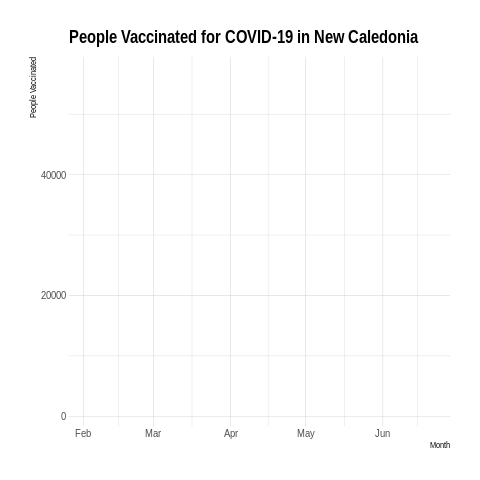 People Vaccinated for COVID-19 in New Caledonia
People Vaccinated
40000
20000
0
Feb Mar Apr May Jun
Month